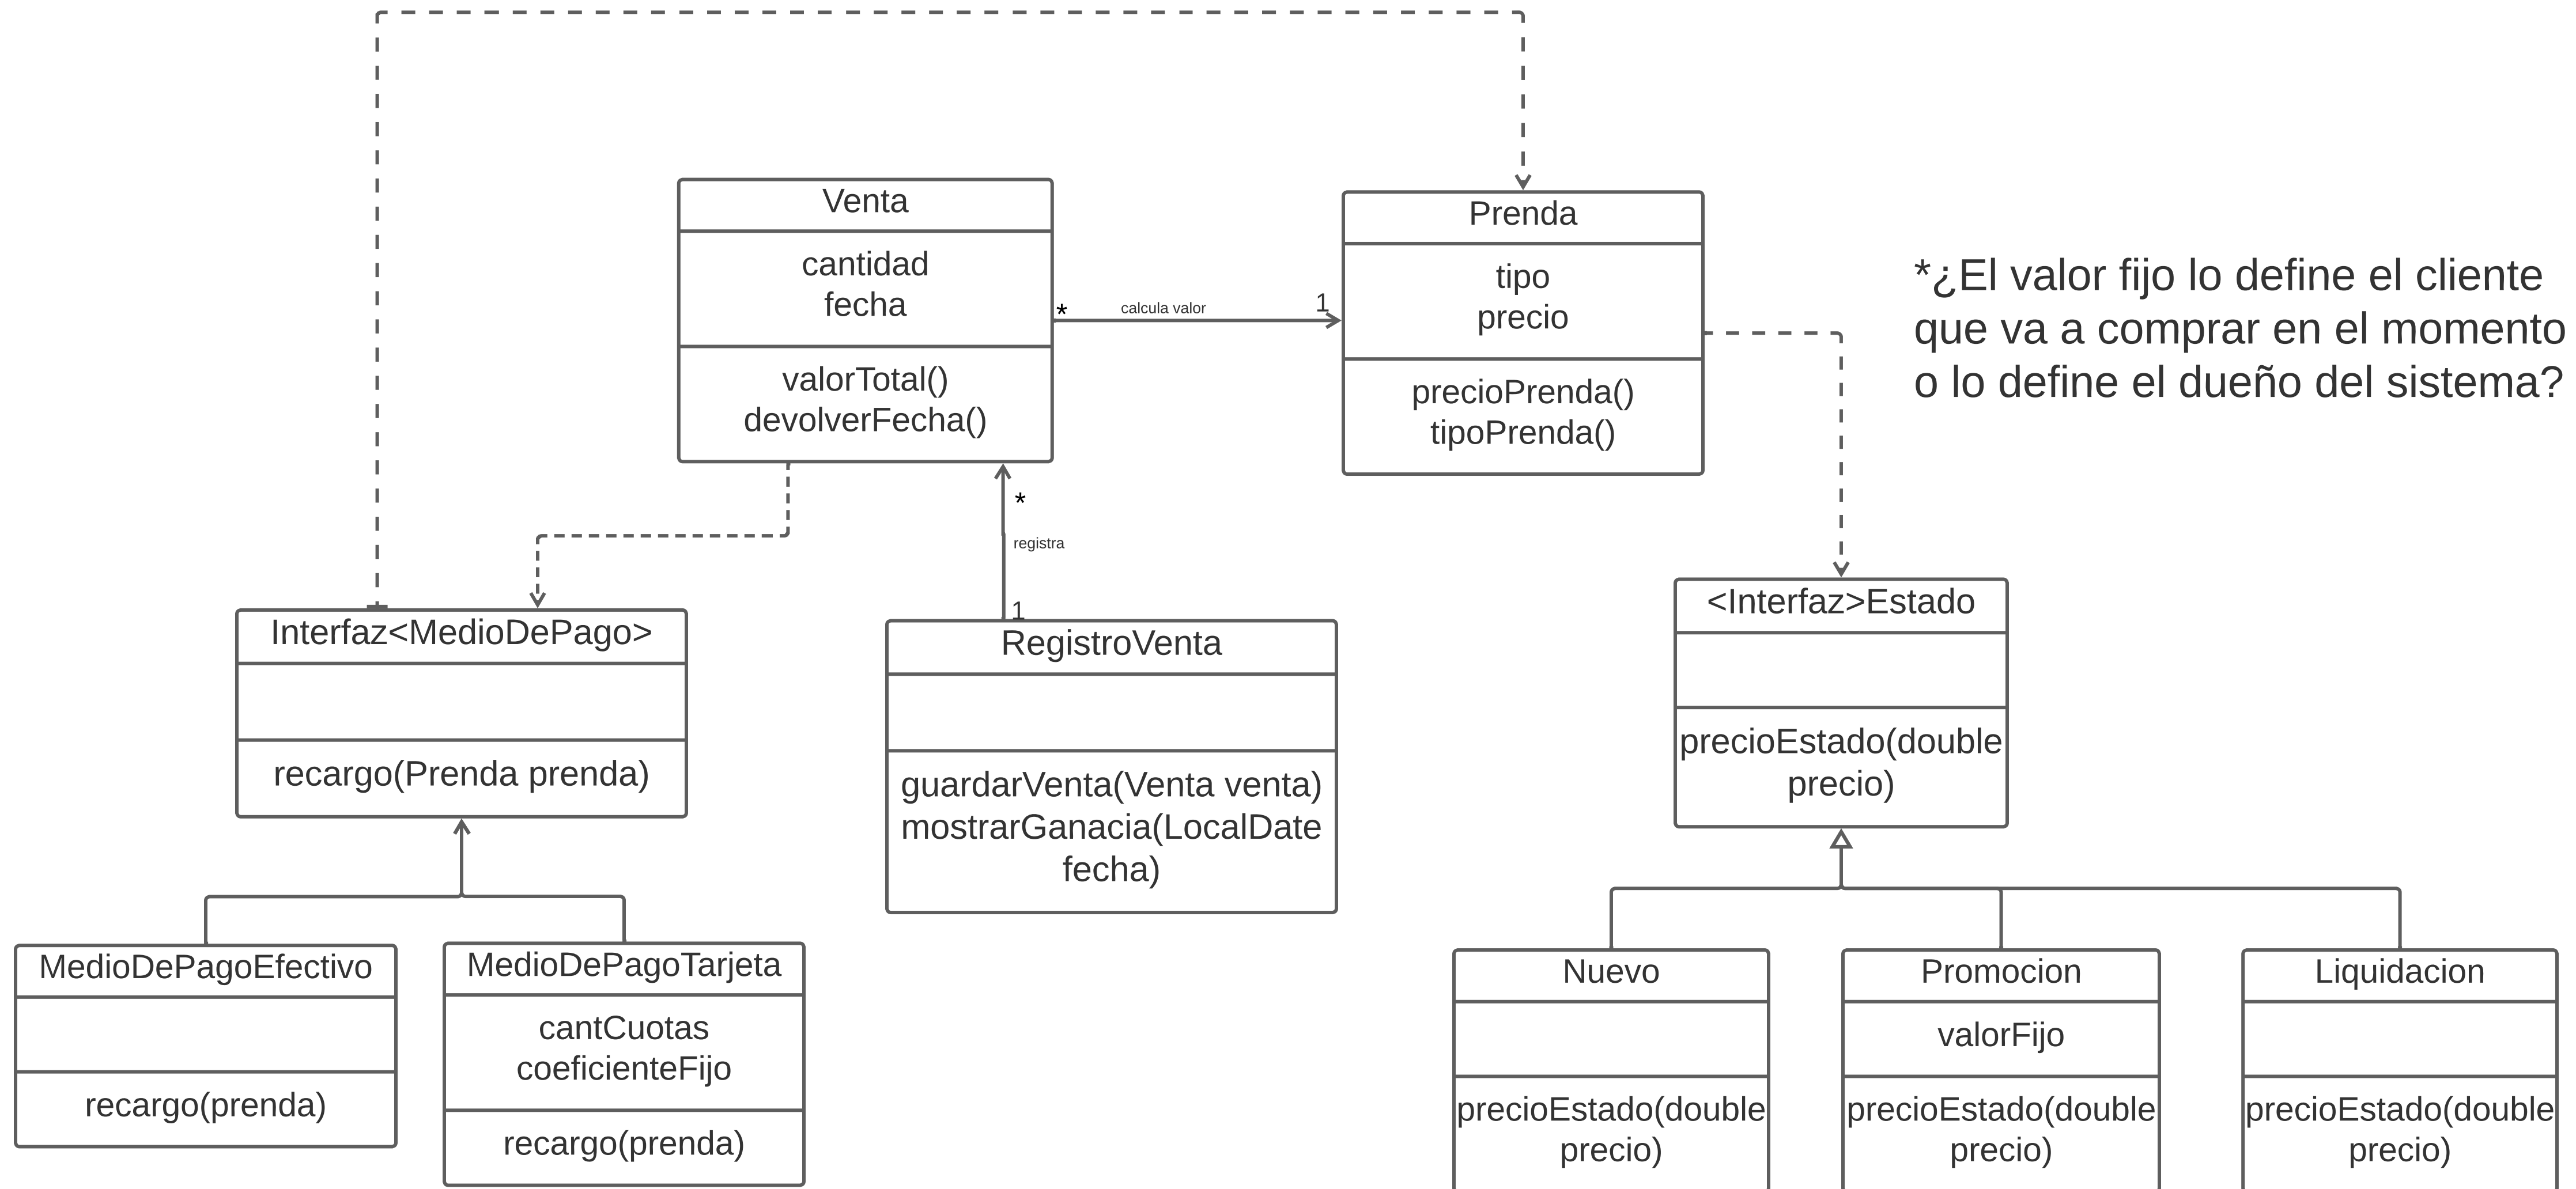 Venta
cantidad
fecha
valorTotal()
devolverFecha()
*
calcula valor
1
Prenda
tipo
precio
precioPrenda()
tipoPrenda()
*¿El valor fijo lo define el cliente
que va a comprar en el momento
o lo define el dueño del sistema?
*
registra
1
Interfaz<MedioDePago>
recargo(Prenda prenda)
RegistroVenta
guardarVenta(Venta venta)
mostrarGanacia(LocalDate
fecha)
<Interfaz>Estado
precioEstado(double
precio)
MedioDePagoEfectivo
recargo(prenda)
MedioDePagoTarjeta
cantCuotas
coeficienteFijo
recargo(prenda)
Nuevo
precioEstado(double
precio)
Promocion
valorFijo
precioEstado(double
precio)
Liquidacion
precioEstado(double
precio)